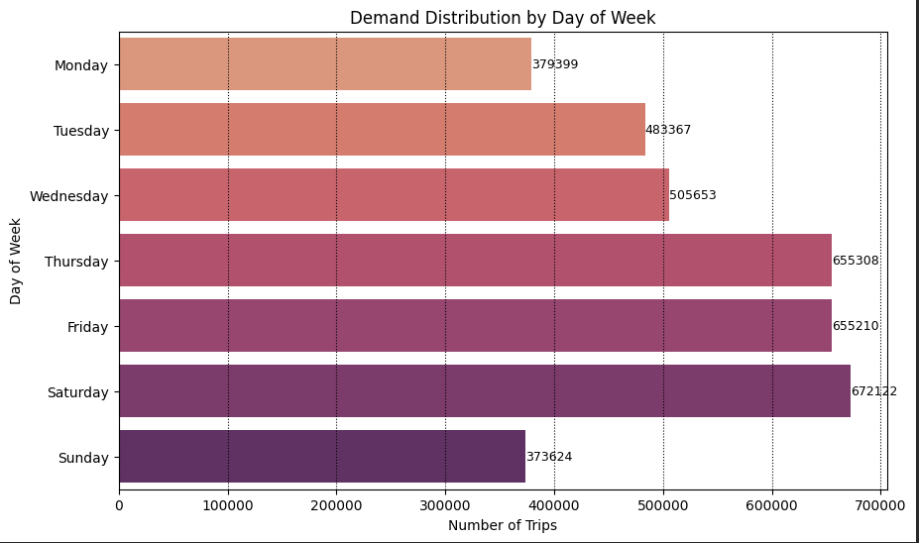 Demand Distribution by Day of Week
Monday
379399
Tuesday
483367
Wednesday
505653
Thursday
655308
Friday
655210
Saturday
672122
Sunday
373624
Day of Week
0 100000 200000 300000 400000 500000 600000 700000
Number of Trips